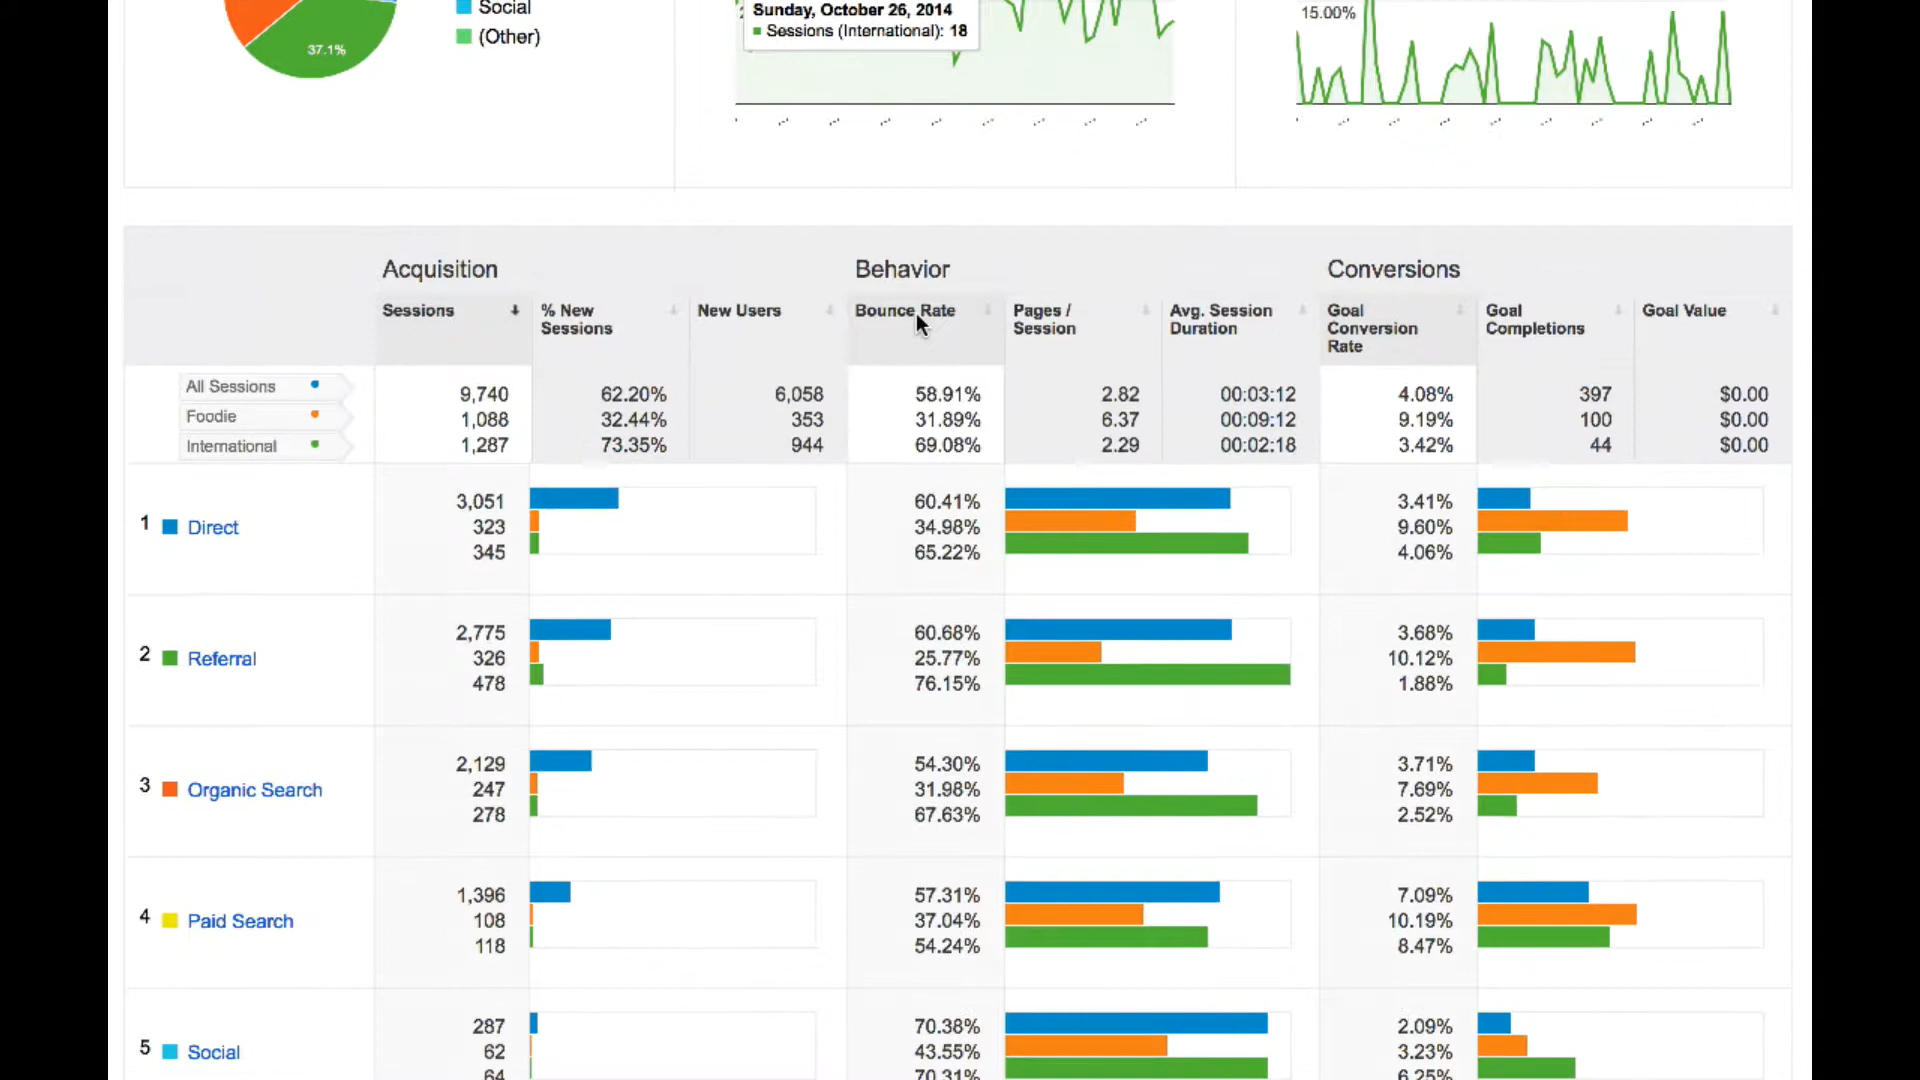 Social
(Other)
37.1%
Sunday, October 26, 2014
Sessions (International): 18
15.00%
Acquisition Behavior Conversions
Sessions % New Sessions New Users Bounce Rate Pages / Session Avg. Session Duration Goal Conversion Rate Goal Completions Goal Value
All Sessions 9,740 62.20% 6,058 58.91% 2.82 00:03:12 4.08% 397 $0.00
Foodie 1,088 32.44% 353 31.89% 6.37 00:09:12 9.19% 100 $0.00
International 1,287 73.35% 944 69.08% 2.29 00:02:18 3.42% 44 $0.00
3,051 60.41% 3.41%
1 Direct 323 34.98% 9.60%
345 65.22% 4.06%
2,775 60.68% 3.68%
2 Referral 326 25.77% 10.12%
478 76.15% 1.88%
2,129 54.30% 3.71%
3 Organic Search 247 31.98% 7.69%
278 67.63% 2.52%
1,396 57.31% 7.09%
4 Paid Search 108 37.04% 10.19%
118 54.24% 8.47%
287 70.38% 2.09%
5 Social 62 43.55% 3.23%
64 70.31% 6.25%